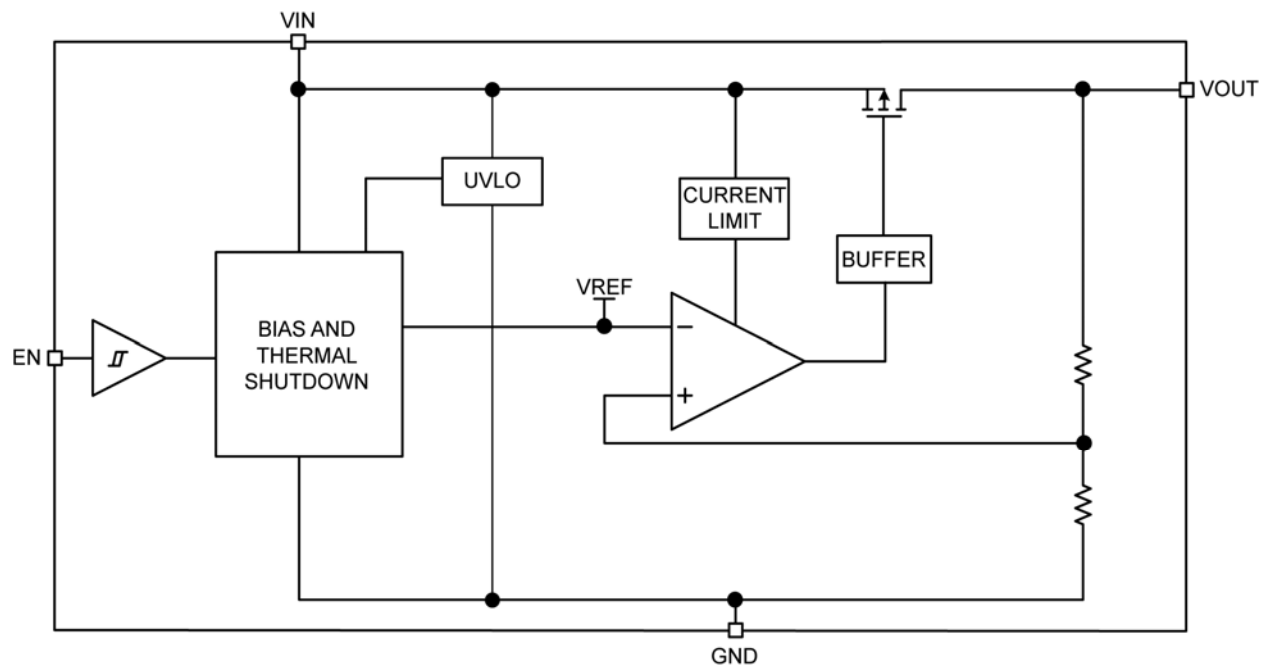 VIN
VOUT
UVLO
CURRENT
LIMIT
BUFFER
VREF
EN
BIAS AND
THERMAL
SHUTDOWN
−
+
GND